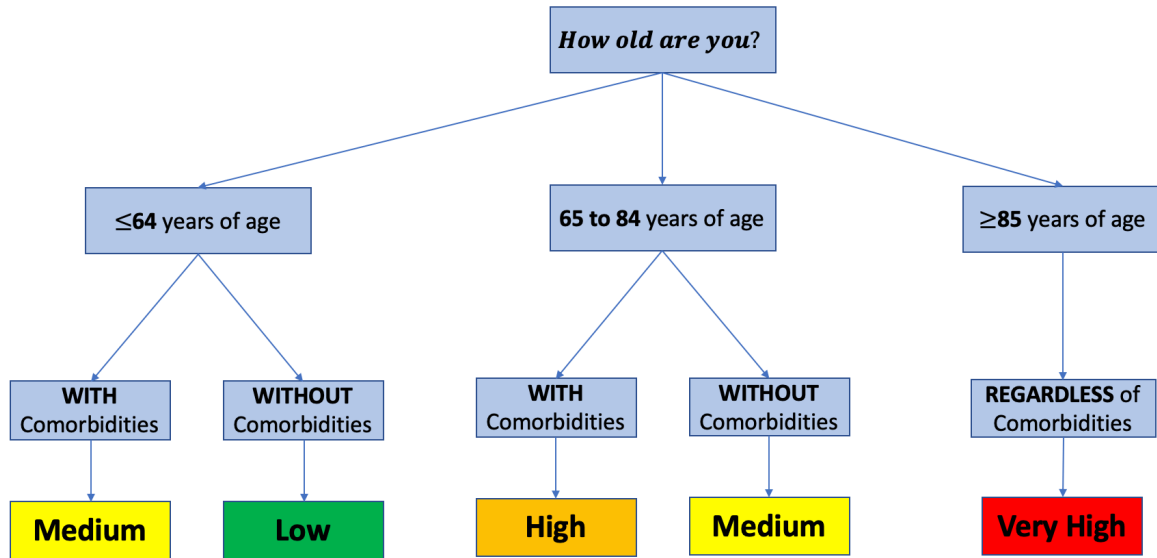 How old are you?
≤64 years of age
65 to 84 years of age
≥85 years of age
WITH
Comorbidities
WITHOUT
Comorbidities
WITH
Comorbidities
WITHOUT
Comorbidities
REGARDLESS of
Comorbidities
Medium
Low
High
Medium
Very High